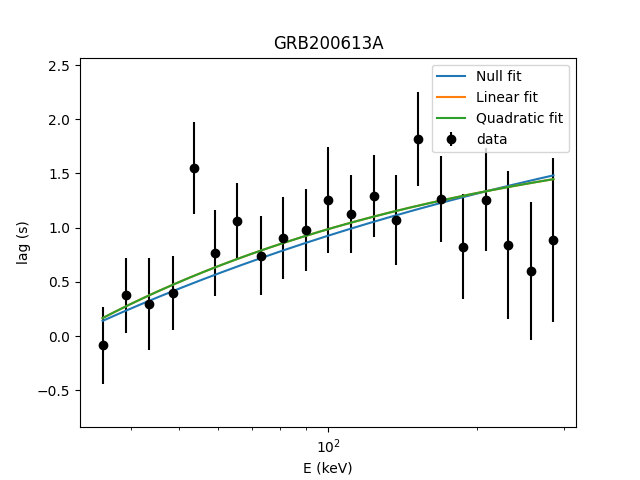 GRB200613A
2.5
2.0
1.5
1.0
0.5
0.0
−0.5
lag (s)
Null fit
Linear fit
Quadratic fit
data
10²
E (keV)